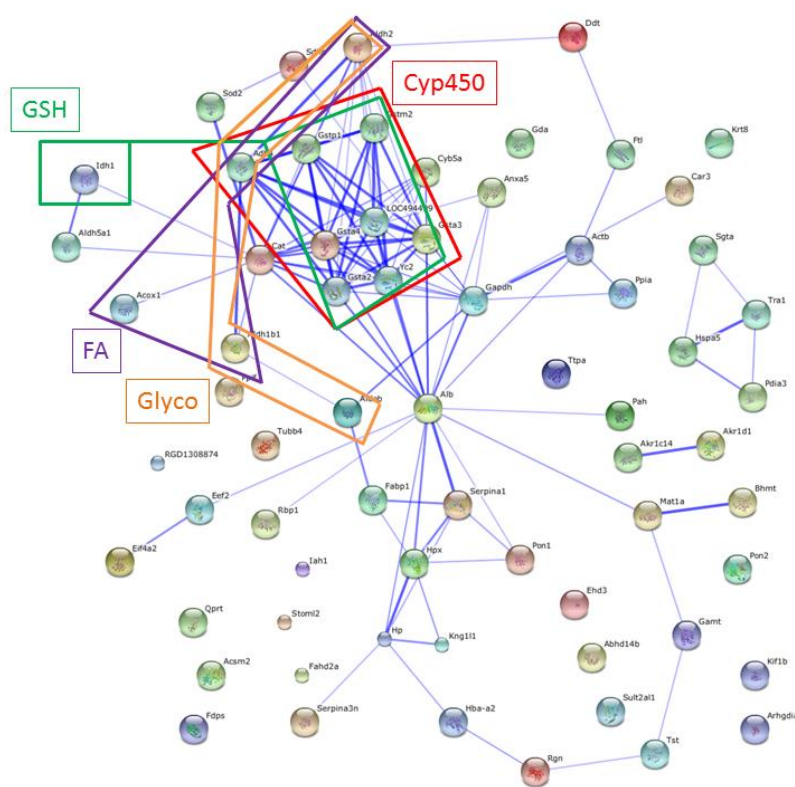 Ddt
Aldh2
Cyp450
Sod2
GSH
Gstp1
Gda
Ftl
Krt8
Idh1
Cyb5a
Anxa5
Car3
Aldh5a1
Gsta4
Gsta3
Actb
Sgta
Cat
Gsta2
Yc2
Gapdh
Ppia
Tra1
Acox1
FA
Hspa5
Ttpa
Pdia3
Glyco
Alb
Pah
Tubb4
Akr1c14
Akr1d1
RGD1308874
Fabp1
Serpina1
Eef2
Rbp1
Mat1a
Bhmt
Eif4a2
Iah1
Hpx
Pon1
Pon2
Ehd3
Qprt
Stoml2
Hp
Kng1l1
Gamt
Abhd14b
Acsm2
Fahd2a
Kif1b
Sult2al1
Fdps
Serpina3n
Hba-a2
Arhgdia
Rgn
Tst